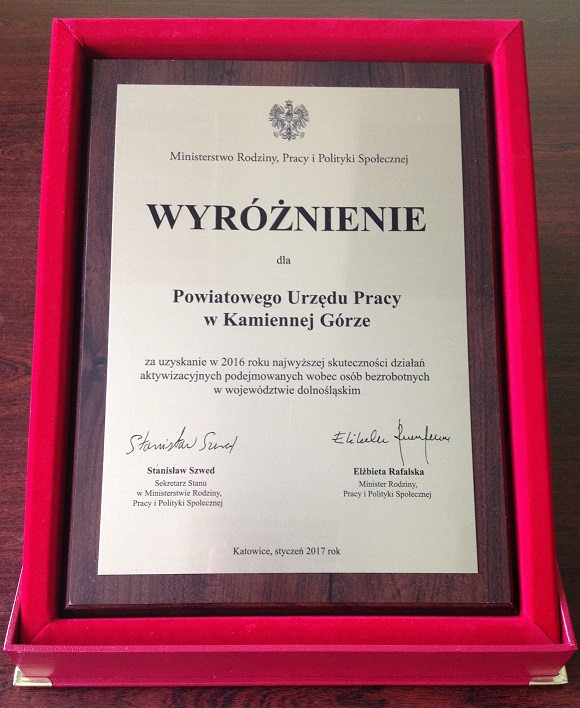 Ministerstwo Rodziny, Pracy i Polityki Społecznej
WYRÓŻNIENIE
dla
Powiatowego Urzędu Pracy
w Kamiennej Górze
za uzyskanie w 2016 roku najwyższej skuteczności działań
aktywizacyjnych podejmowanych wobec osób bezrobotnych
w województwie dolnośląskim
Stanisław Szwed
Stanisław Szwed
Sekretarz Stanu
w Ministerstwie Rodziny,
Pracy i Polityki Społecznej
Elżbieta Rafalska
Minister Rodziny,
Pracy i Polityki Społecznej
Katowice, styczeń 2017 rok